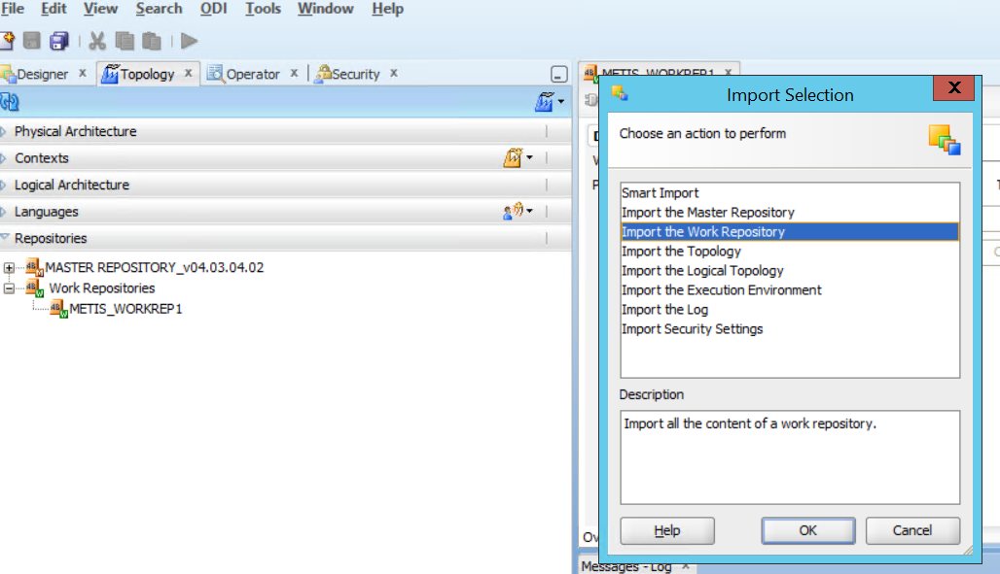 File Edit View Search ODI Tools Window Help
Designer x Topology x Operator x Security x
Physical Architecture
Contexts
Logical Architecture
Languages
Repositories
MASTER REPOSITORY_v04.03.04.02
Work Repositories
METIS_WORKREP1
METIS_WORKREP1 x
Import Selection X
Choose an action to perform
Smart Import
Import the Master Repository
Import the Work Repository
Import the Topology
Import the Logical Topology
Import the Execution Environment
Import the Log
Import Security Settings
Description
Import all the content of a work repository.
Help OK Cancel
Messages - Log x